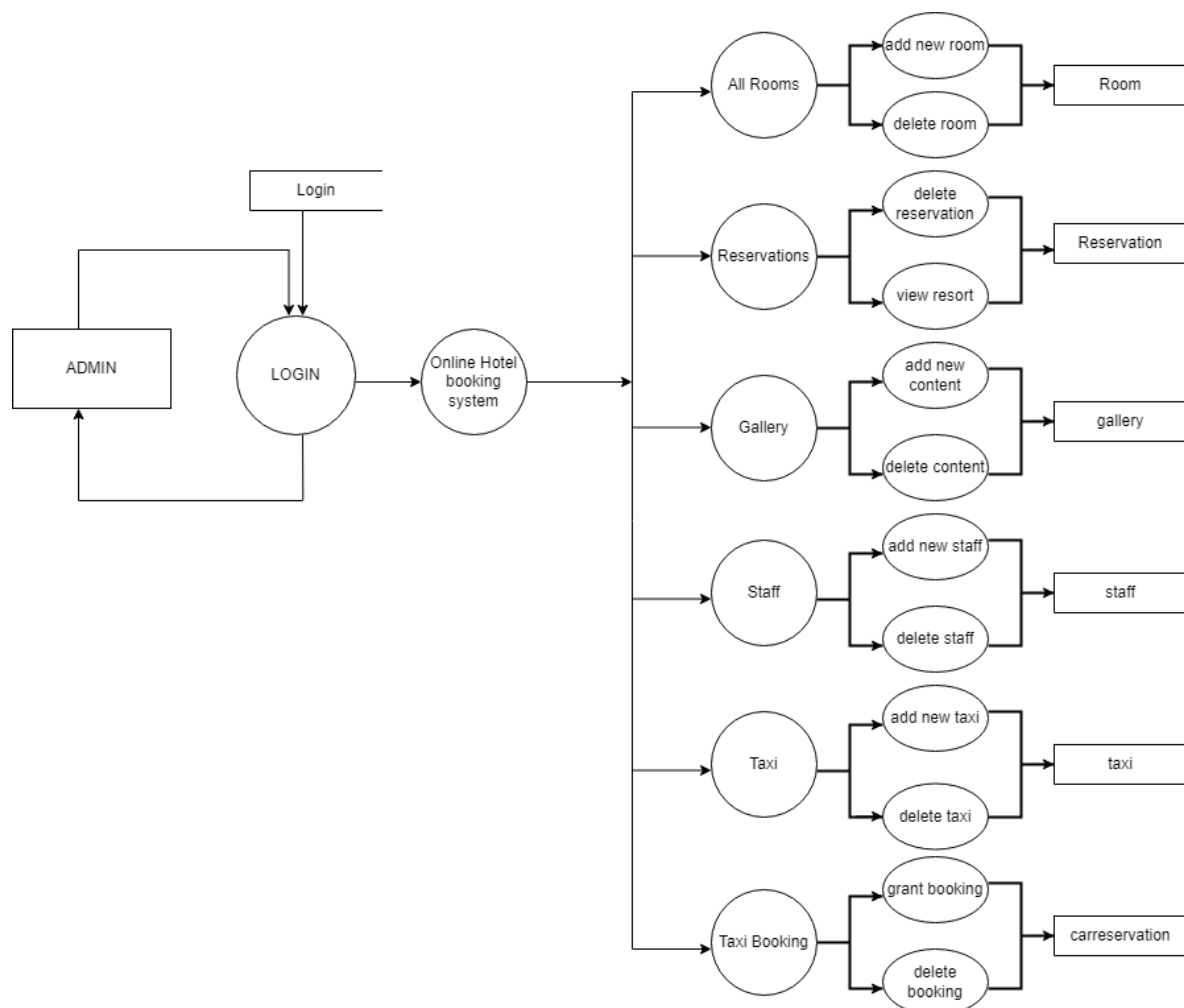 Login
ADMIN
LOGIN
Online Hotel
booking
system
All Rooms
add new room
delete room
Room
Reservations
delete
reservation
view resort
Reservation
Gallery
add new
content
delete content
gallery
Staff
add new staff
delete staff
staff
Taxi
add new taxi
delete taxi
taxi
Taxi Booking
grant booking
delete
booking
carreservation